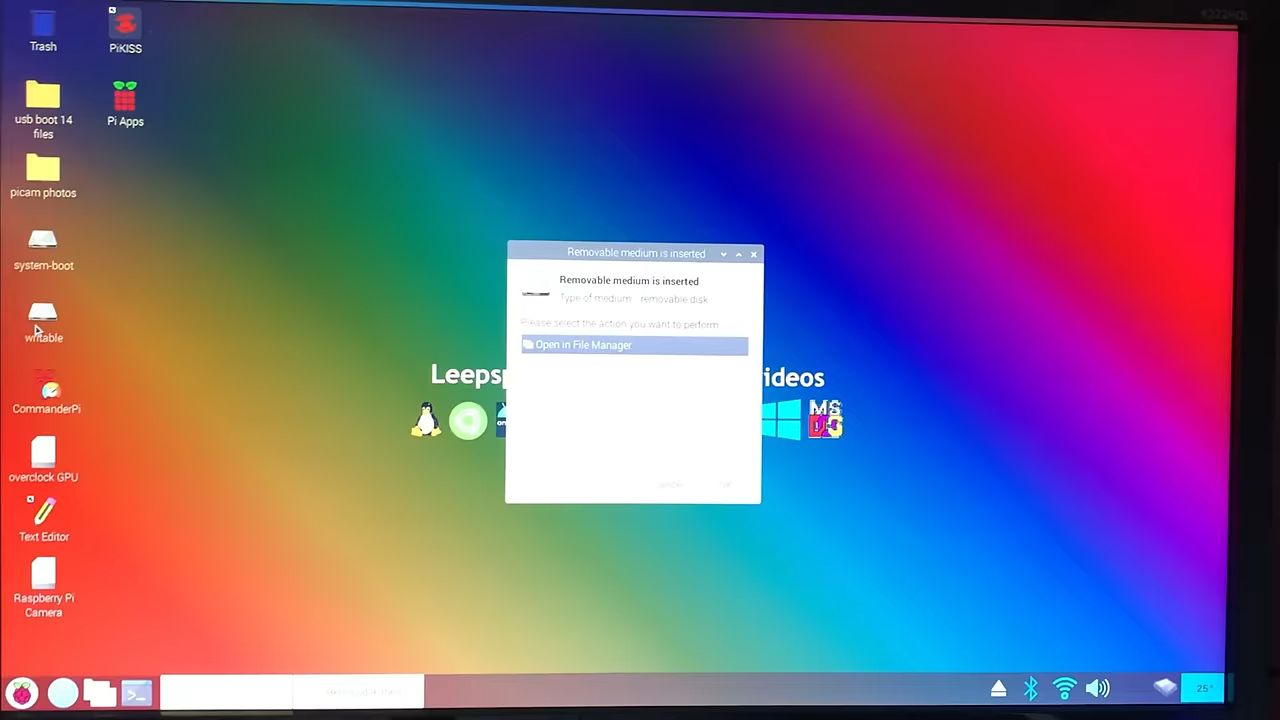 Trash
PiKISS
usb boot 14
files
Pi Apps
picam photos
system-boot
writable
CommanderPi
overclock GPU
Text Editor
Raspberry Pi
Camera
Removable medium is inserted
Removable medium is inserted
Type of medium: removable disk
Please select the action you want to perform:
Open in File Manager
Leeps
ideos
MS
25°